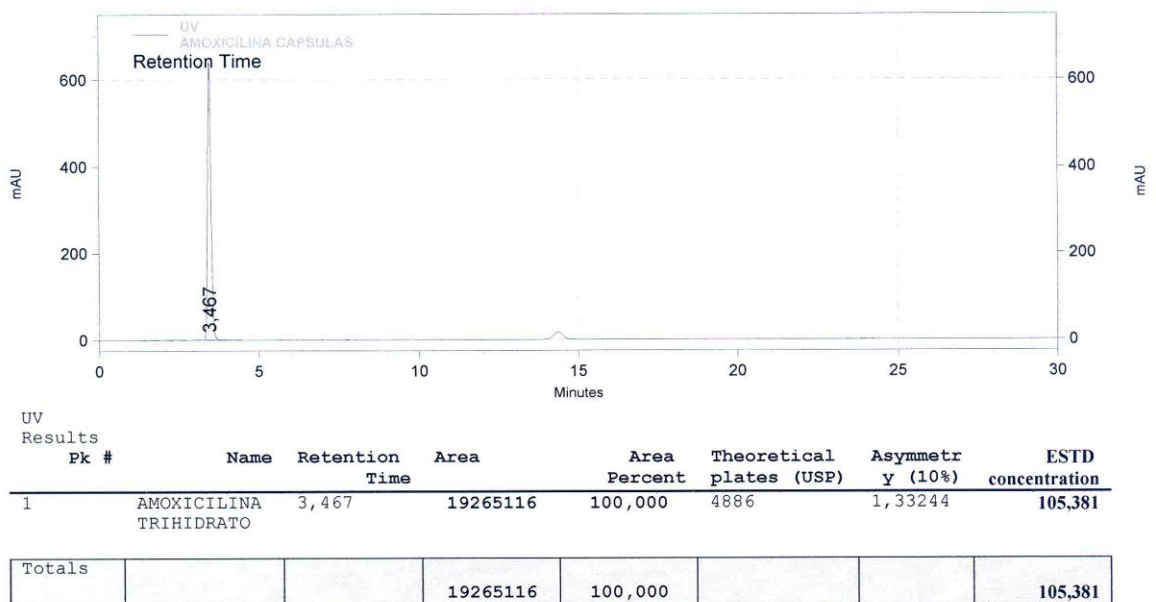 UV
AMOXICILINA CAPSULAS
Retention Time
600
400
200
0
mAU
3,467
600
400
200
0
mAU
0 5 10 15 20 25 30
Minutes
UV
Results
Pk # Name Retention Time Area Area Percent Theoretical plates (USP) Asymmetr y (10%) ESTD concentration
1 AMOXICILINA TRIHIDRATO 3,467 19265116 100,000 4886 1,33244 105,381
Totals
19265116 100,000 105,381